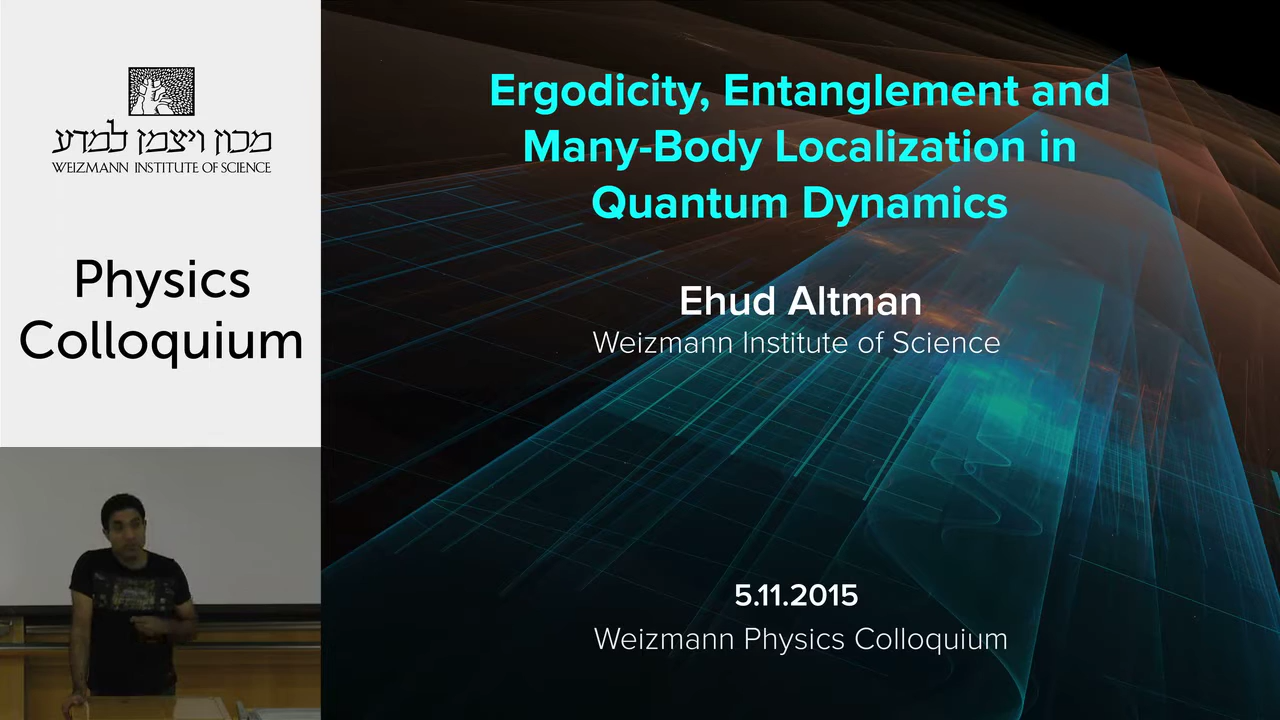 מכון ויצמן למדע
WEIZMANN INSTITUTE OF SCIENCE
Physics
Colloquium
Ergodicity, Entanglement and
Many-Body Localization in
Quantum Dynamics
Ehud Altman
Weizmann Institute of Science
5.11.2015
Weizmann Physics Colloquium